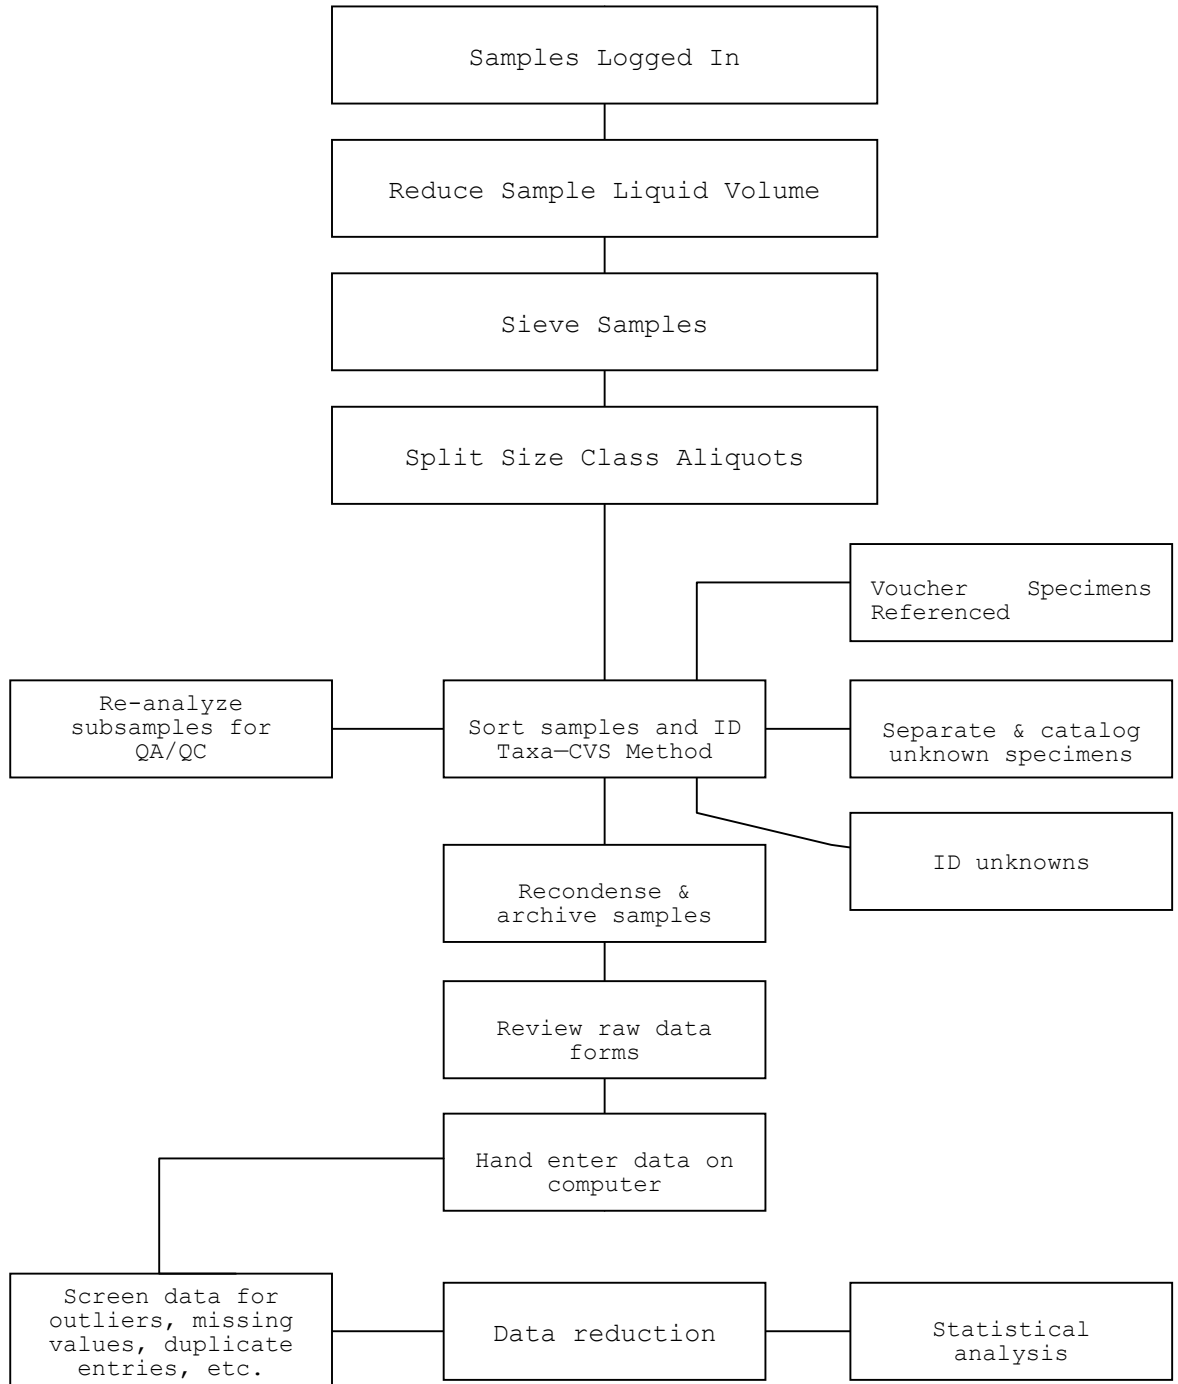 Samples Logged In
Reduce Sample Liquid Volume
Sieve Samples
Split Size Class Aliquots
Voucher Specimens
Referenced
Re-analyze
subsamples for
QA/QC
Sort samples and ID
Taxa—CVS Method
Separate & catalog
unknown specimens
ID unknowns
Recondense &
archive samples
Review raw data
forms
Hand enter data on
computer
Screen data for
outliers, missing
values, duplicate
entries, etc.
Data reduction
Statistical
analysis